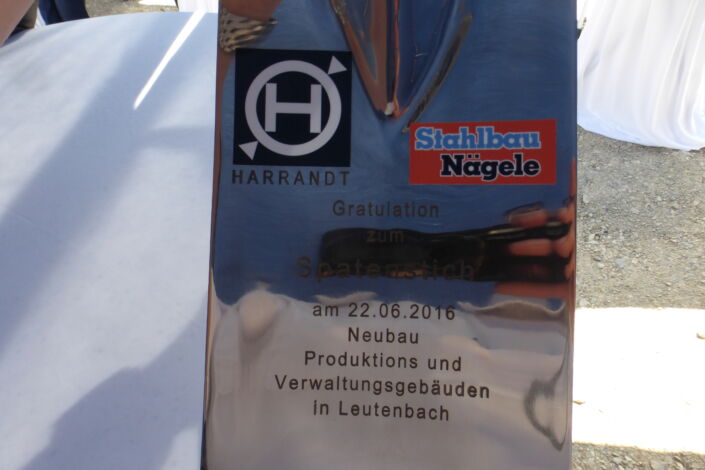 H
HARRANDT
Stahlbau
Nägele
Gratulation
zum
Spatenstich
am 22.06.2016
Neubau
Produktions und
Verwaltungsgebäuden
in Leutenbach